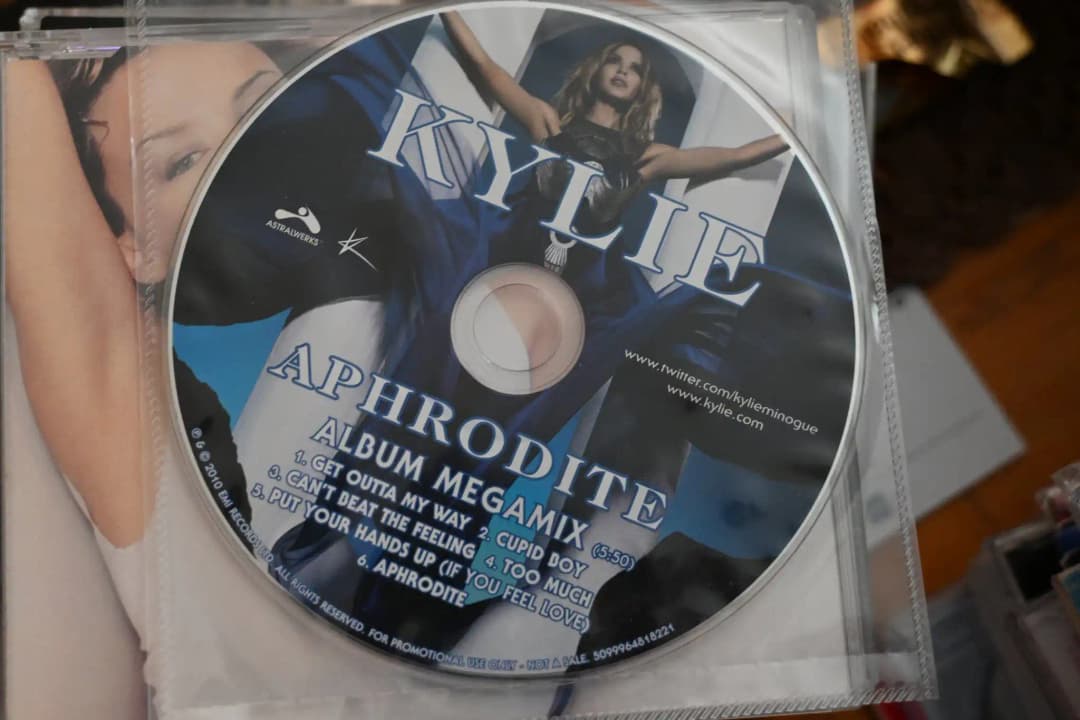 KYLIE
ASTRALWERKS
www.twitter.com/kylieminogue
www.kylie.com
APHRODITE
ALBUM MEGAMIX (5:50)
1. GET OUTTA MY WAY 2. CUPID BOY
3. CAN'T BEAT THE FEELING 4. TOO MUCH
5. PUT YOUR HANDS UP (IF YOU FEEL LOVE)
6. APHRODITE
℗ & © 2010 EMI RECORDS LTD. ALL RIGHTS RESERVED. FOR PROMOTIONAL USE ONLY - NOT A SALE. 5099964818221